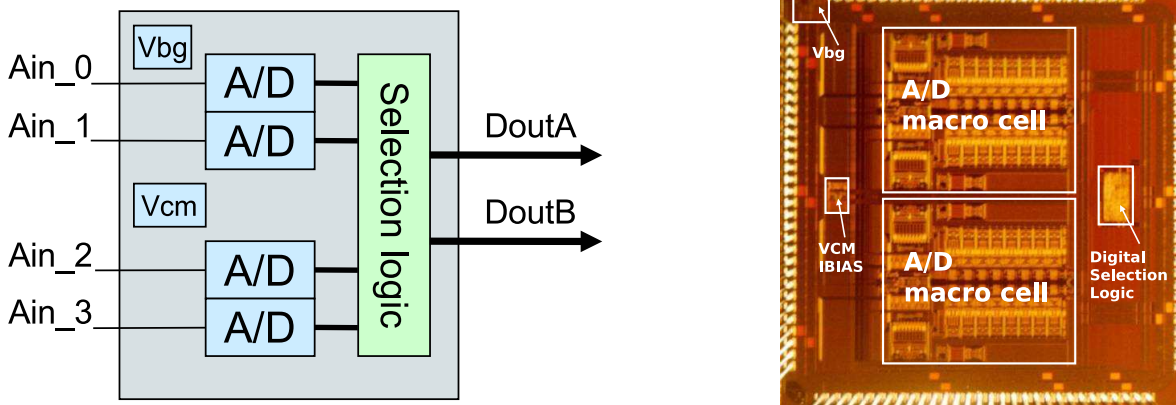 Vbg
Ain_0
A/D
Ain_1
A/D
Selection logic
DoutA
Vcm
DoutB
Ain_2
A/D
Ain_3
A/D
Vbg
A/D
macro cell
VCM
IBIAS
A/D
macro cell
Digital
Selection
Logic